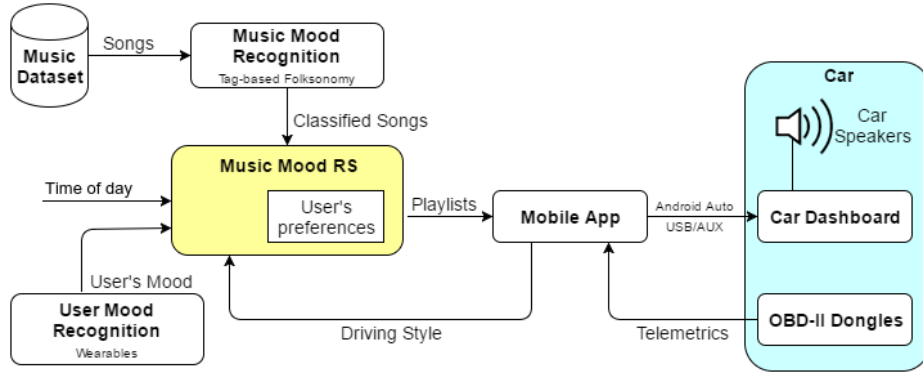 Music
Dataset
Songs
Music Mood
Recognition
Tag-based Folksonomy
Classified Songs
Music Mood RS
User's
preferences
Time of day
User's Mood
User Mood
Recognition
Wearables
Playlists
Mobile App
Driving Style
Android Auto
USB/AUX
Telemetrics
Car
Car
Speakers
Car Dashboard
OBD-II Dongles